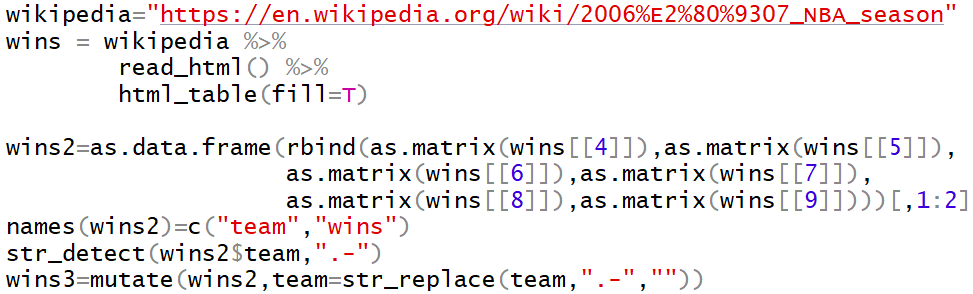 wikipedia="https://en.wikipedia.org/wiki/2006%E2%80%9307_NBA_season"
wins = wikipedia %>%
read_html() %>%
html_table(fill=T)
wins2=as.data.frame(rbind(as.matrix(wins[[4]]),as.matrix(wins[[5]]),
as.matrix(wins[[6]]),as.matrix(wins[[7]]),
as.matrix(wins[[8]]),as.matrix(wins[[9]])))[,1:2]
names(wins2)=c("team","wins")
str_detect(wins2$team,".-")
wins3=mutate(wins2,team=str_replace(team,".-",""))